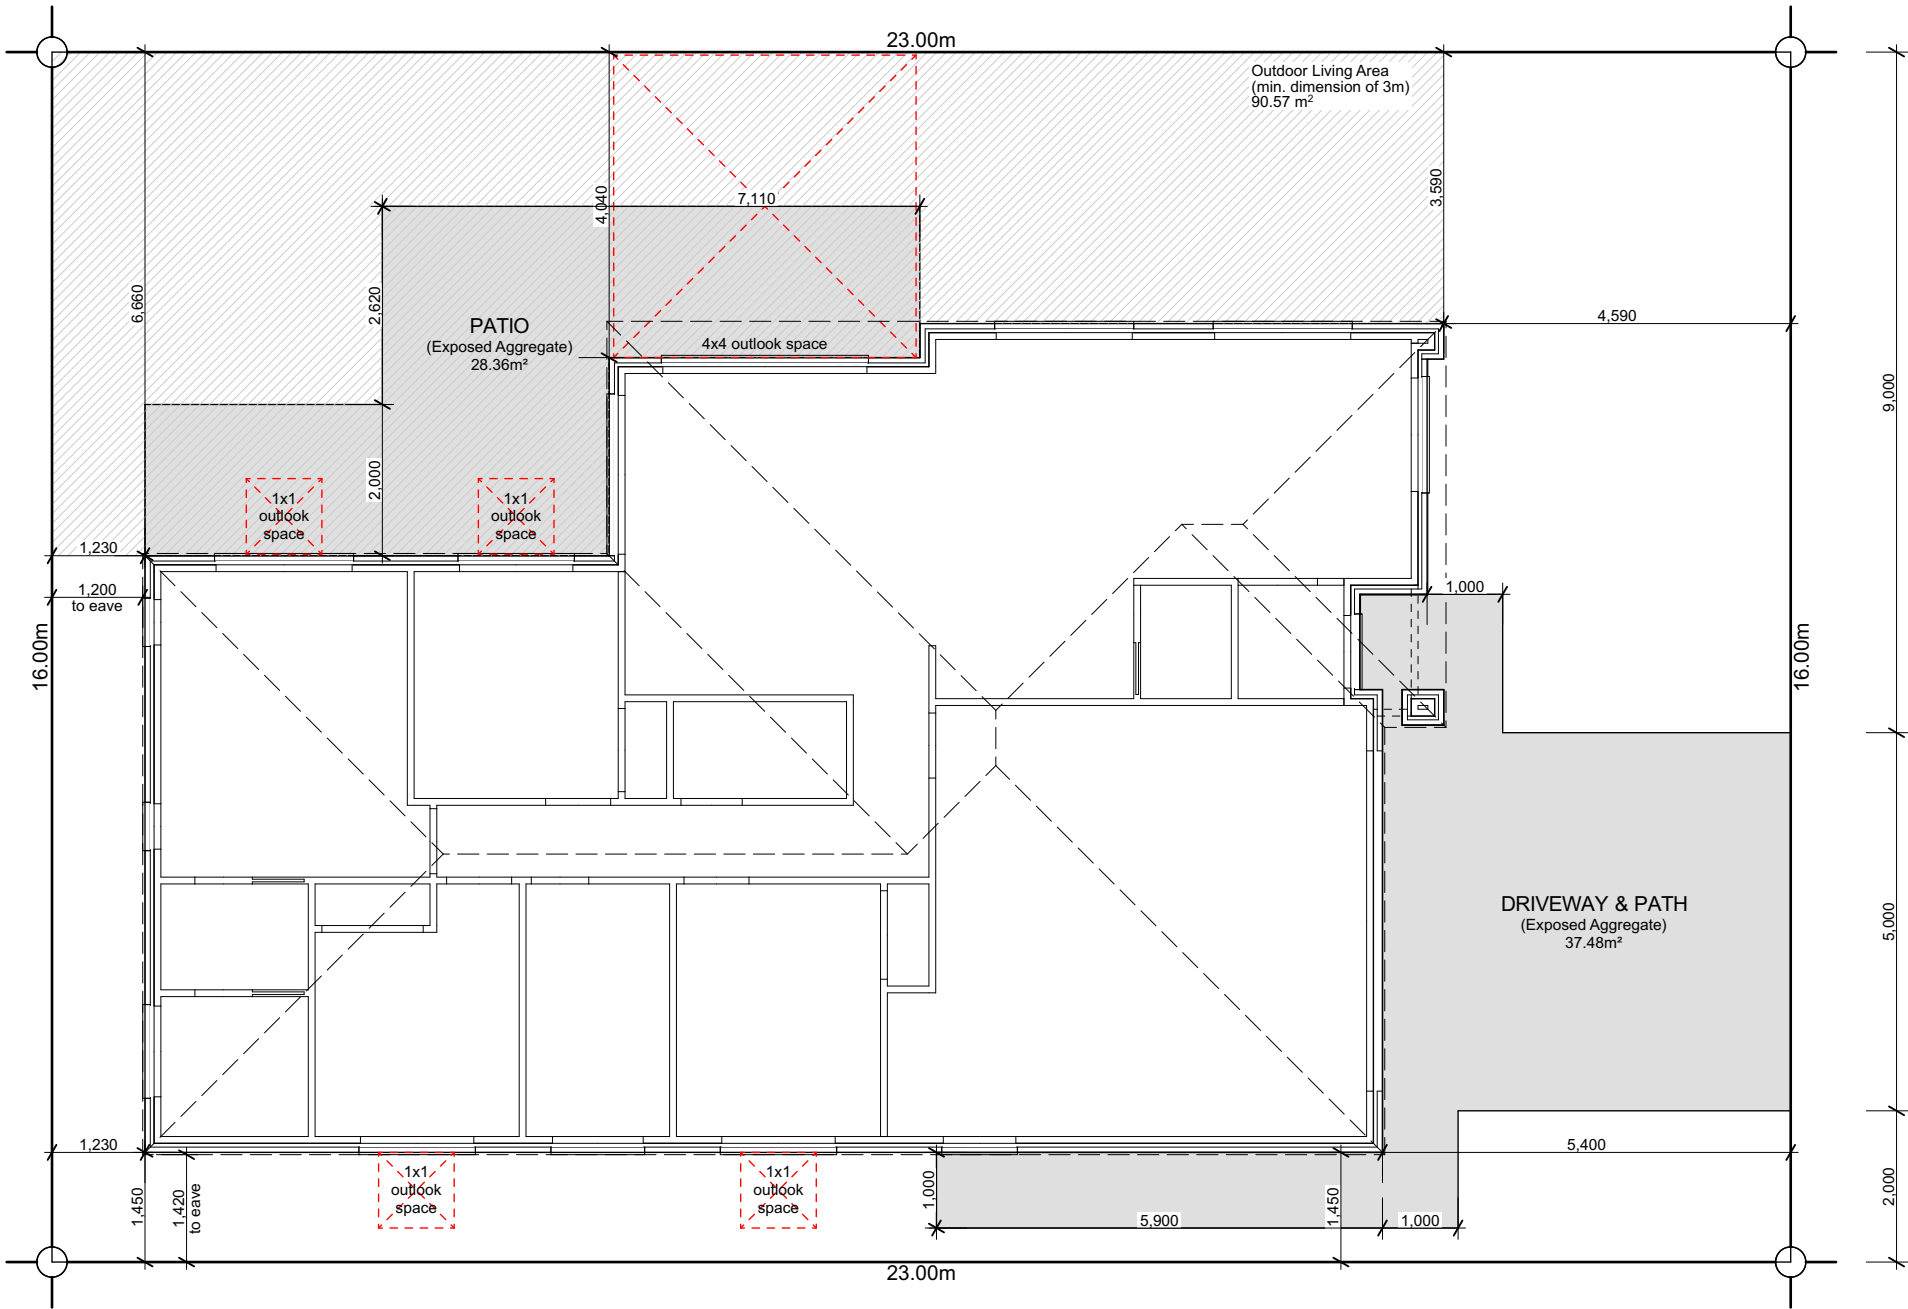 23.00m
Outdoor Living Area
(min. dimension of 3m)
90.57 m²
4,040
7,110
3,590
6,660
2,620
PATIO
(Exposed Aggregate)
28.36m²
4x4 outlook space
4,590
9,000
2,000
1x1
outlook
space
1x1
outlook
space
1,230
1,200
to eave
1,000
16.00m
16.00m
DRIVEWAY & PATH
(Exposed Aggregate)
37.48m²
5,000
1,230
5,400
1,450
1,420
to eave
1x1
outlook
space
1x1
outlook
space
1,000
5,900
1,450
1,000
2,000
23.00m